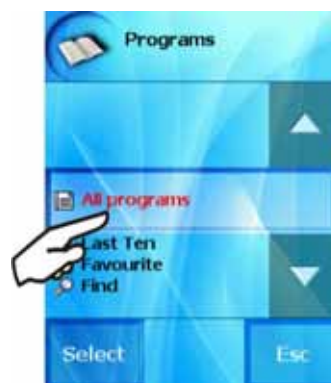 Programs
All programs
Last Ten
Favourite
Find
Select
Esc